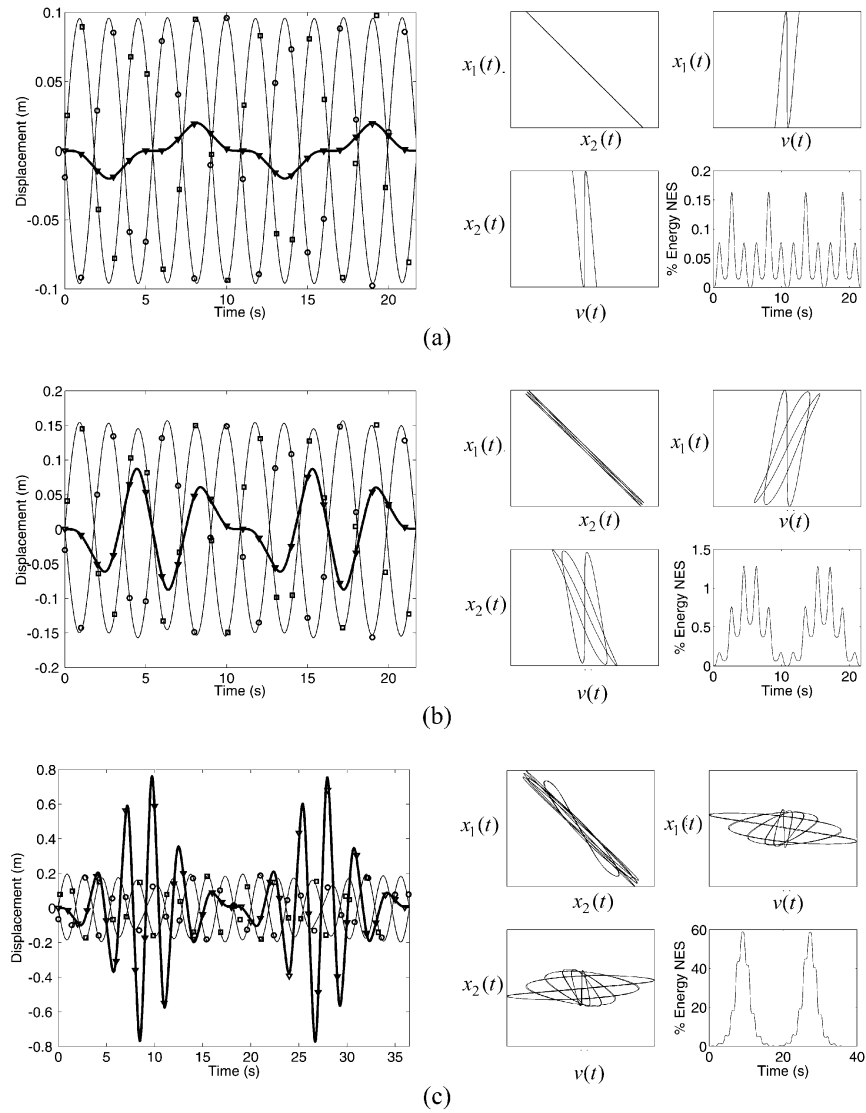 0.1
0.05
0
-0.05
-0.1
Displacement (m)
0 5 10 15 20
Time (s)
x₁(t)
x₂(t)
x₁(t)
v(t)
x₂(t)
v(t)
% Energy NES
0.2
0.15
0.1
0.05
0
0 10 20
Time (s)
(a)
0.2
0.15
0.1
0.05
0
-0.05
-0.1
-0.15
-0.2
Displacement (m)
0 5 10 15 20
Time (s)
x₁(t)
x₂(t)
x₁(t)
v(t)
x₂(t)
v(t)
% Energy NES
1.5
1
0.5
0
0 10 20
Time (s)
(b)
0.8
0.6
0.4
0.2
0
-0.2
-0.4
-0.6
-0.8
Displacement (m)
0 5 10 15 20 25 30 35
Time (s)
x₁(t)
x₂(t)
x₁(t)
v(t)
x₂(t)
v(t)
% Energy NES
60
40
20
0
0 20 40
Time (s)
(c)